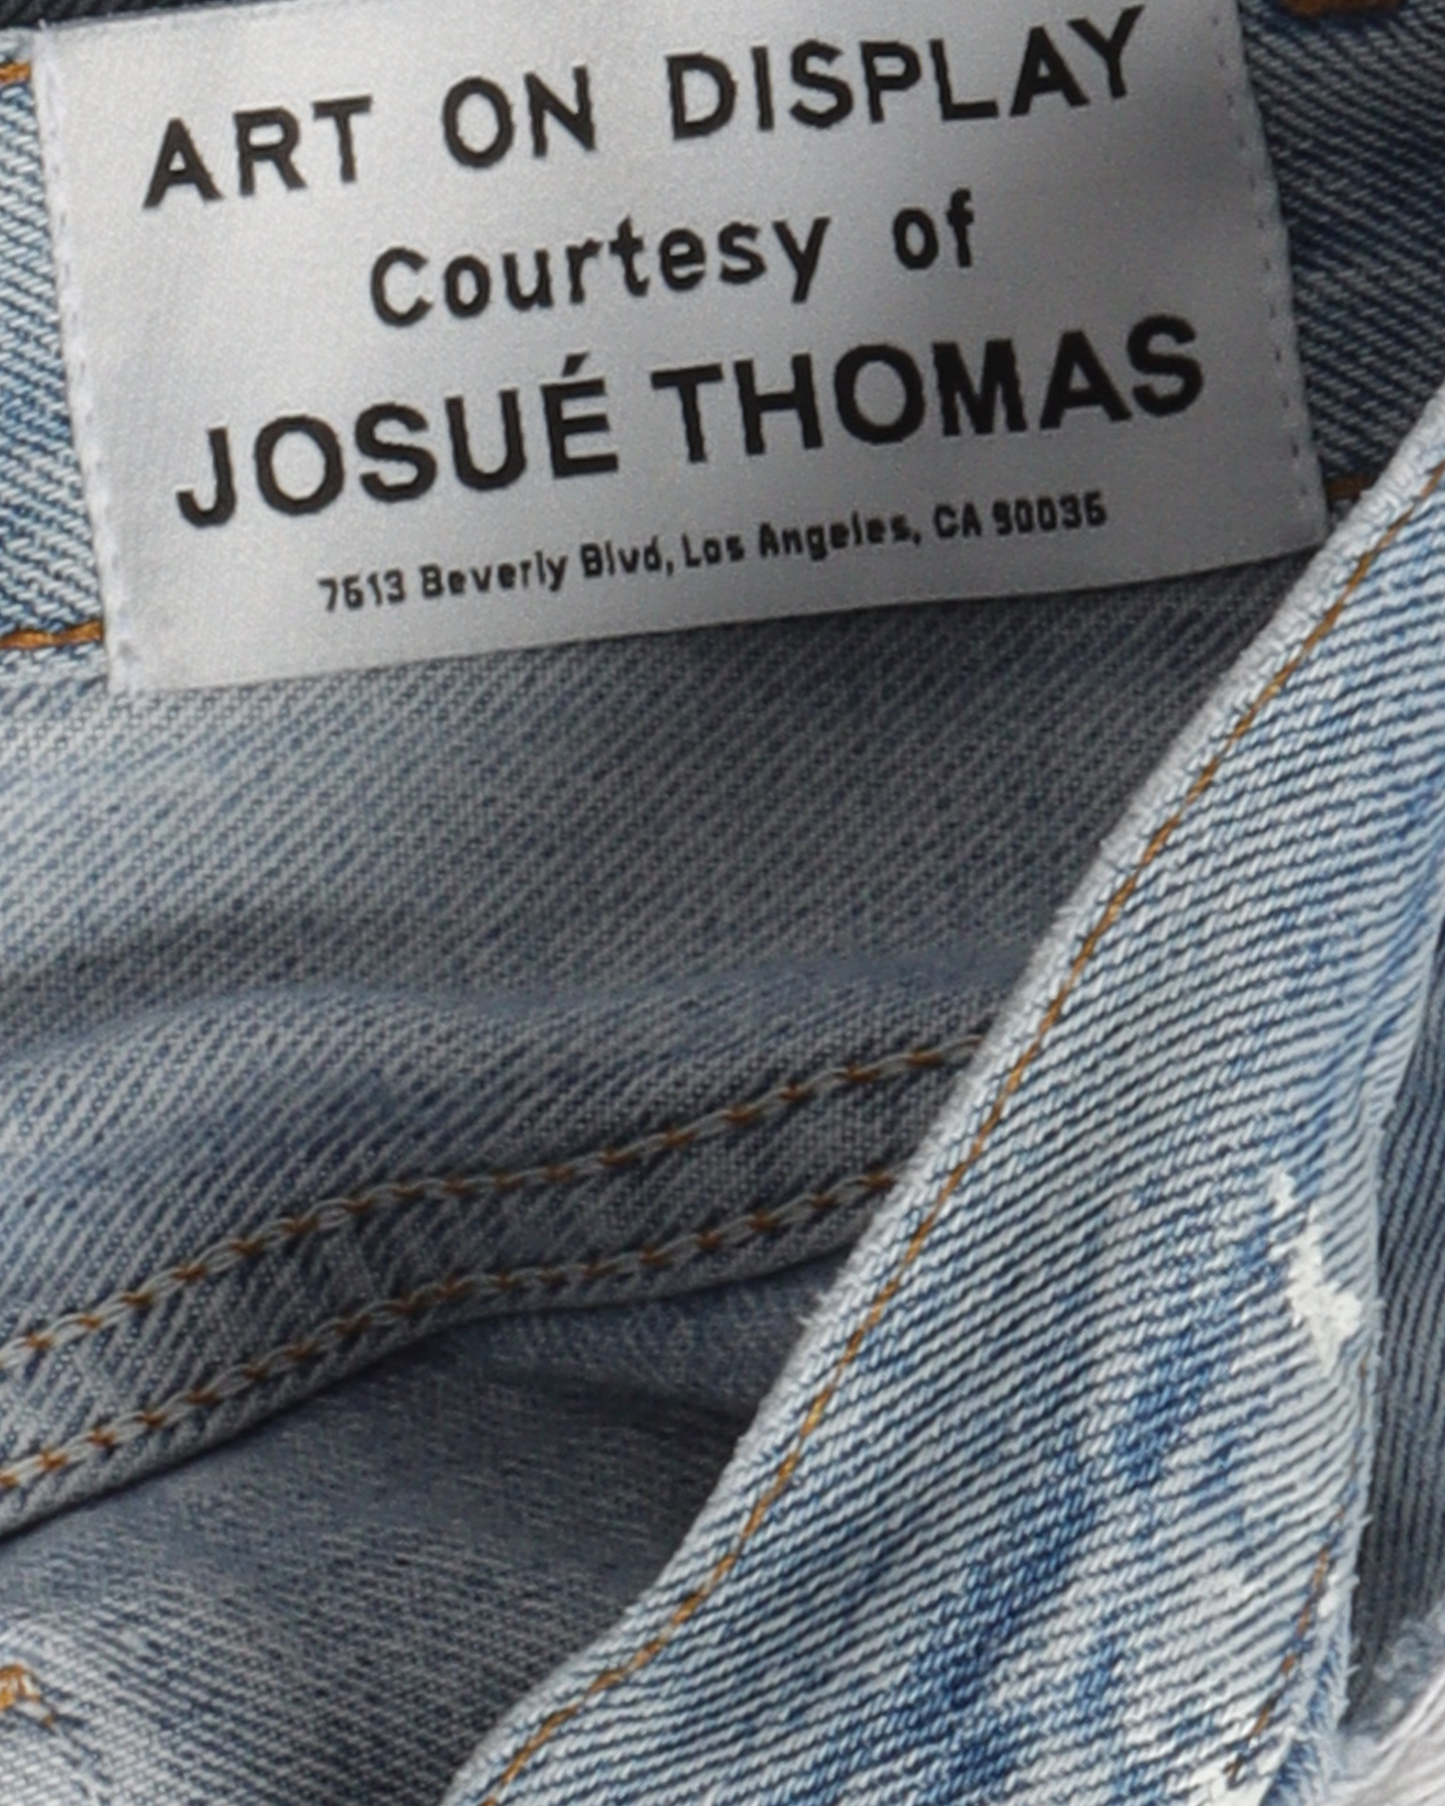 ART ON DISPLAY
Courtesy of
JOSUÉ THOMAS
7613 Beverly Blvd, Los Angeles, CA 90036